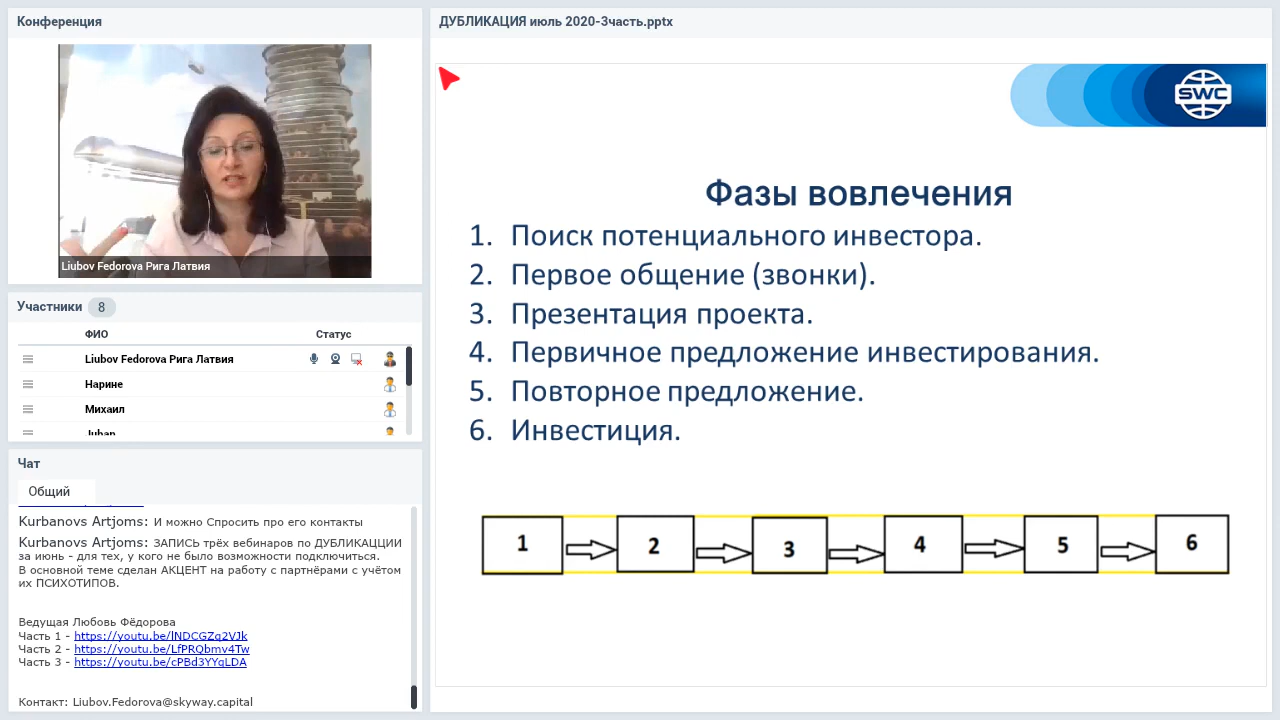 Конференция
Liubov Fedorova Рига Латвия
Участники 8
ФИО Статус
Liubov Fedorova Рига Латвия
Нарине
Михаил
Чат
Общий
Kurbanovs Artjoms: И можно Спросить про его контакты
Kurbanovs Artjoms: ЗАПИСЬ трёх вебинаров по ДУБЛИКАЦЦИИ
за июнь - для тех, у кого не было возможности подключиться.
В основной теме сделан АКЦЕНТ на работу с партнёрами с учётом
их ПСИХОТИПОВ.
Ведущая Любовь Фёдорова
Часть 1 - https://youtu.be/lNDCGZq2VJk
Часть 2 - https://youtu.be/LfPRQbmv4Tw
Часть 3 - https://youtu.be/cPBd3YYqLDA
Контакт: Liubov.Fedorova@skyway.capital
ДУБЛИКАЦИЯ июль 2020-3часть.pptx
SWC
Фазы вовлечения
1. Поиск потенциального инвестора.
2. Первое общение (звонки).
3. Презентация проекта.
4. Первичное предложение инвестирования.
5. Повторное предложение.
6. Инвестиция.
1 2 3 4 5 6